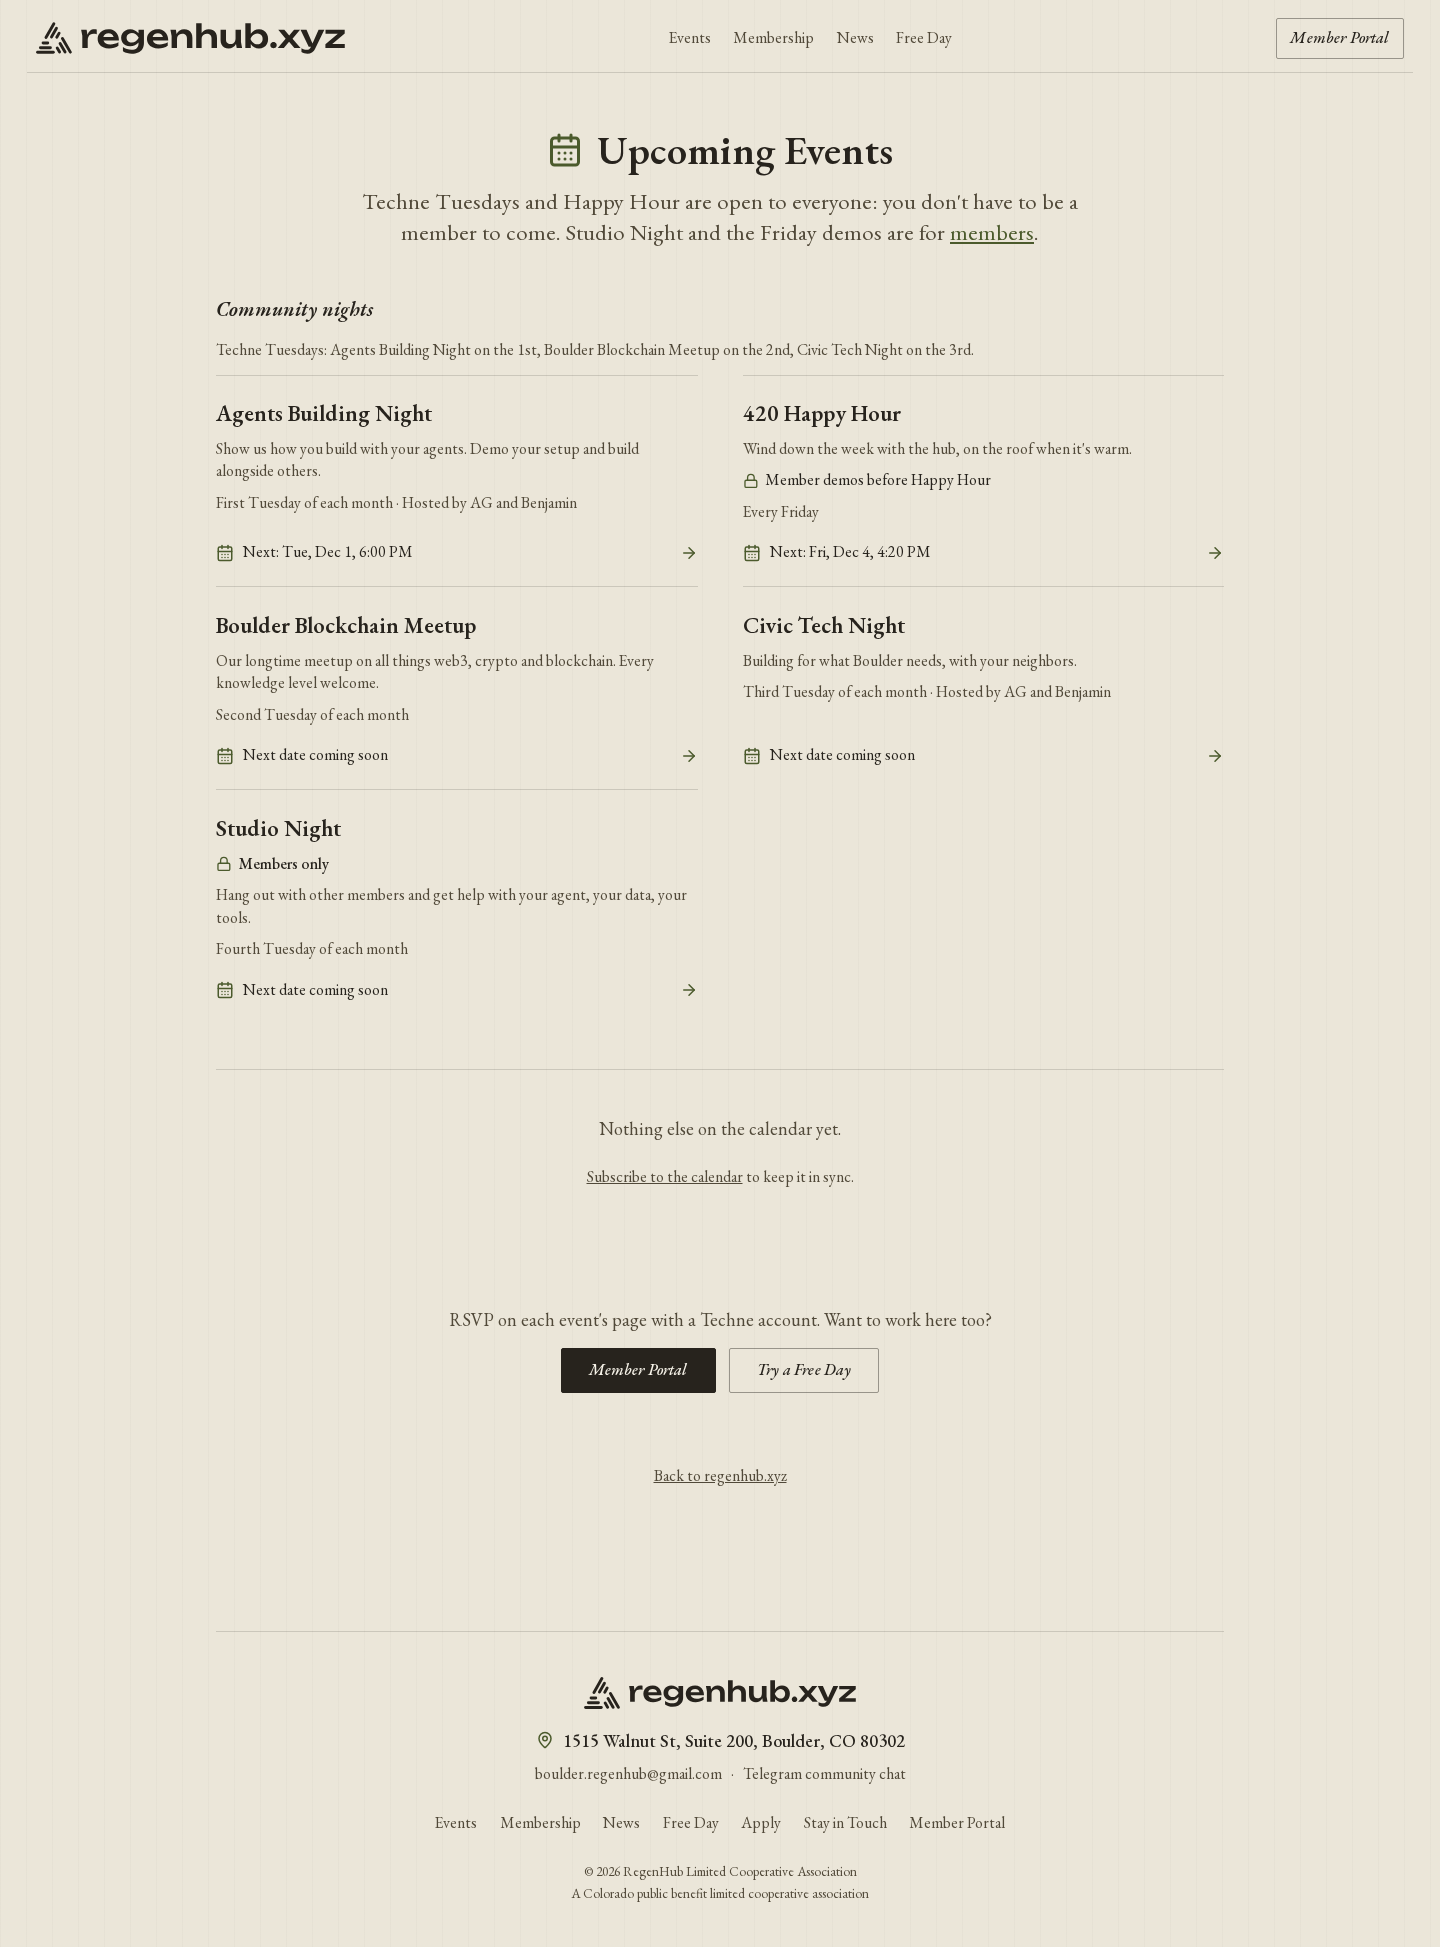 regenhub.xyz
Events Membership News Free Day
Member Portal
Upcoming Events
Techne Tuesdays and Happy Hour are open to everyone: you don't have to be a
member to come. Studio Night and the Friday demos are for members.
Community nights
Techne Tuesdays: Agents Building Night on the 1st, Boulder Blockchain Meetup on the 2nd, Civic Tech Night on the 3rd.
Agents Building Night
Show us how you build with your agents. Demo your setup and build
alongside others.
First Tuesday of each month · Hosted by AG and Benjamin
Next: Tue, Dec 1, 6:00 PM
420 Happy Hour
Wind down the week with the hub, on the roof when it's warm.
Member demos before Happy Hour
Every Friday
Next: Fri, Dec 4, 4:20 PM
Boulder Blockchain Meetup
Our longtime meetup on all things web3, crypto and blockchain. Every
knowledge level welcome.
Second Tuesday of each month
Next date coming soon
Civic Tech Night
Building for what Boulder needs, with your neighbors.
Third Tuesday of each month · Hosted by AG and Benjamin
Next date coming soon
Studio Night
Members only
Hang out with other members and get help with your agent, your data, your
tools.
Fourth Tuesday of each month
Next date coming soon
Nothing else on the calendar yet.
Subscribe to the calendar to keep it in sync.
RSVP on each event's page with a Techne account. Want to work here too?
Member Portal Try a Free Day
Back to regenhub.xyz
regenhub.xyz
1515 Walnut St, Suite 200, Boulder, CO 80302
boulder.regenhub@gmail.com · Telegram community chat
Events Membership News Free Day Apply Stay in Touch Member Portal
© 2026 RegenHub Limited Cooperative Association
A Colorado public benefit limited cooperative association